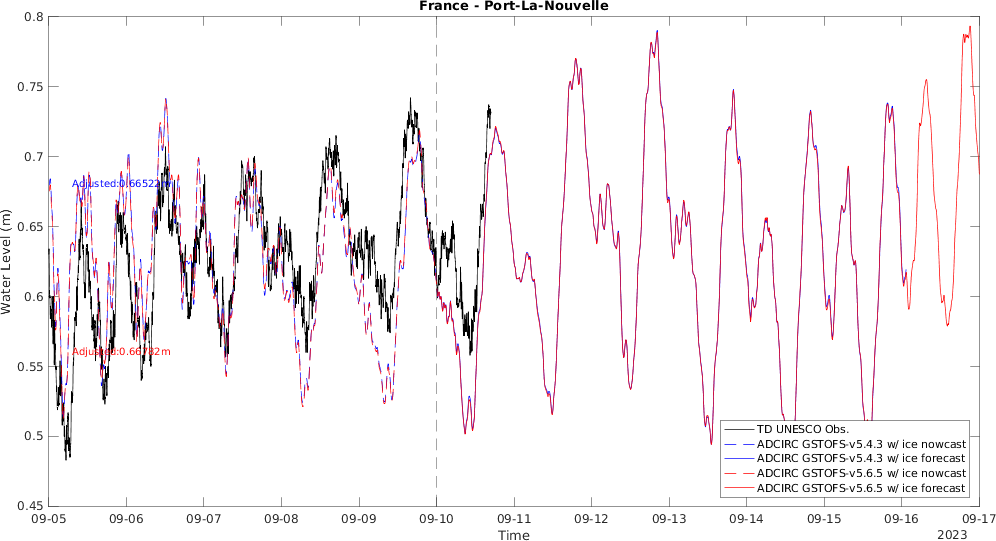 France - Port-La-Nouvelle
0.8
0.75
0.7
0.65
0.6
0.55
0.5
0.45
Water Level (m)
Adjusted:0.66522m
Adjusted:0.66782m
TD UNESCO Obs.
ADCIRC GSTOFS-v5.4.3 w/ ice nowcast
ADCIRC GSTOFS-v5.4.3 w/ ice forecast
ADCIRC GSTOFS-v5.6.5 w/ ice nowcast
ADCIRC GSTOFS-v5.6.5 w/ ice forecast
09-05 09-06 09-07 09-08 09-09 09-10 09-11 09-12 09-13 09-14 09-15 09-16 09-17
Time
2023